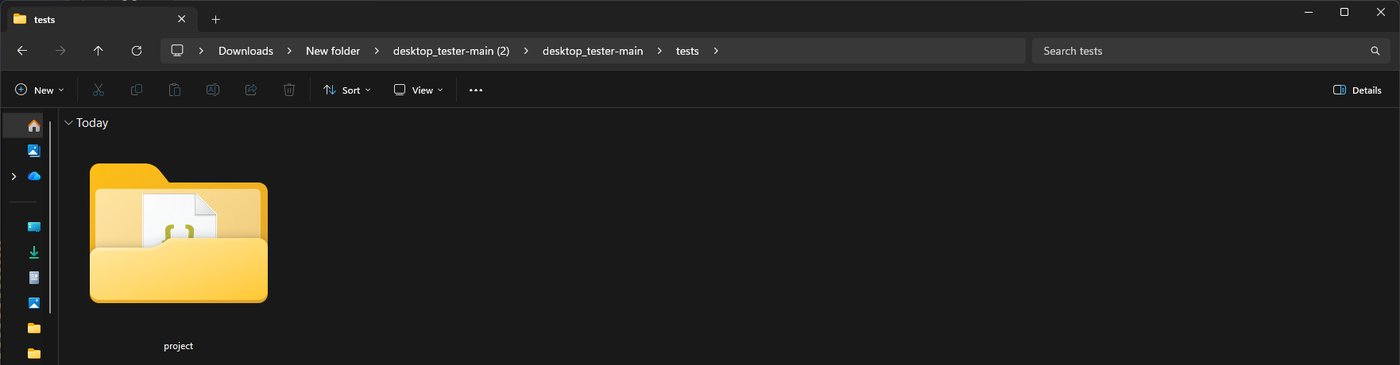 tests
Downloads New folder desktop_tester-main (2) desktop_tester-main tests Search tests
New Sort View Details
Today
{ }
project